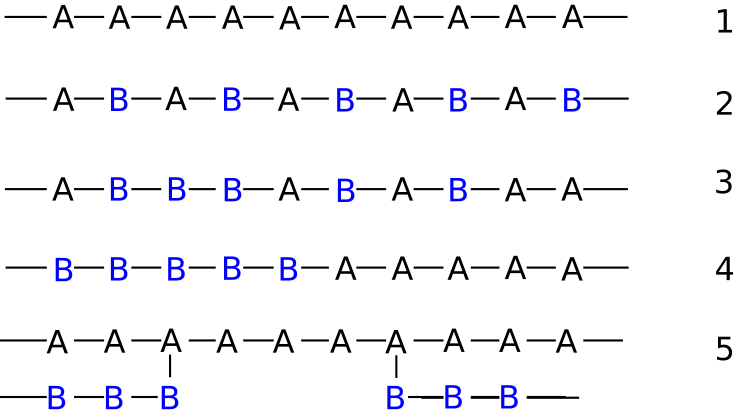 A A A A A A A A A A 1
A B A B A B A B A B 2
A B B B A B A B A A 3
B B B B B A A A A A 4
A A A A A A A A A A 5
B B B B B B